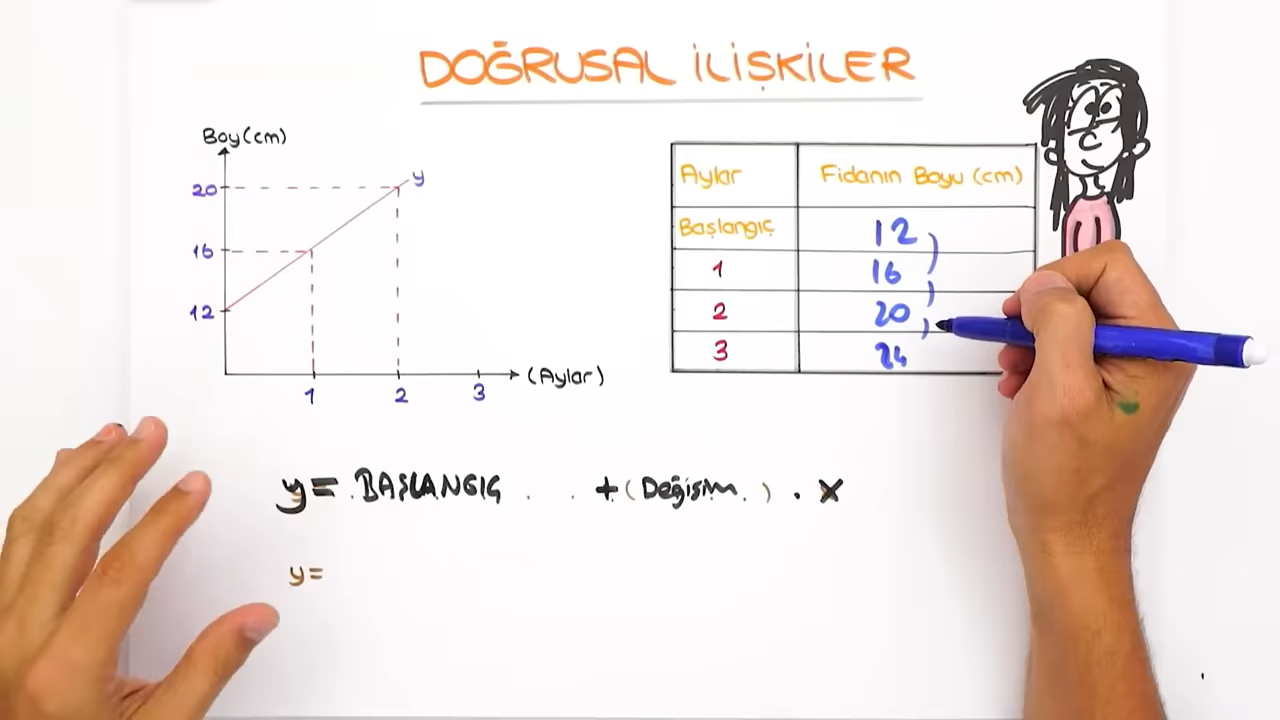 DOĞRUSAL İLİŞKİLER
Boy(cm)
20
16
12
y
1
2
3
(Aylar)
Aylar Fidanın Boyu (cm)
Başlangıç 12
1 16
2 20
3 24
y = BAŞLANGIÇ + (Değişim ) . x
y =